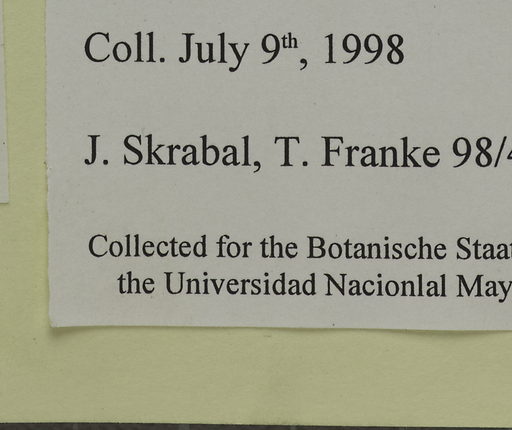 Coll. July 9th, 1998
J. Skrabal, T. Franke 98/
Collected for the Botanische
the Universidad Nacionlal